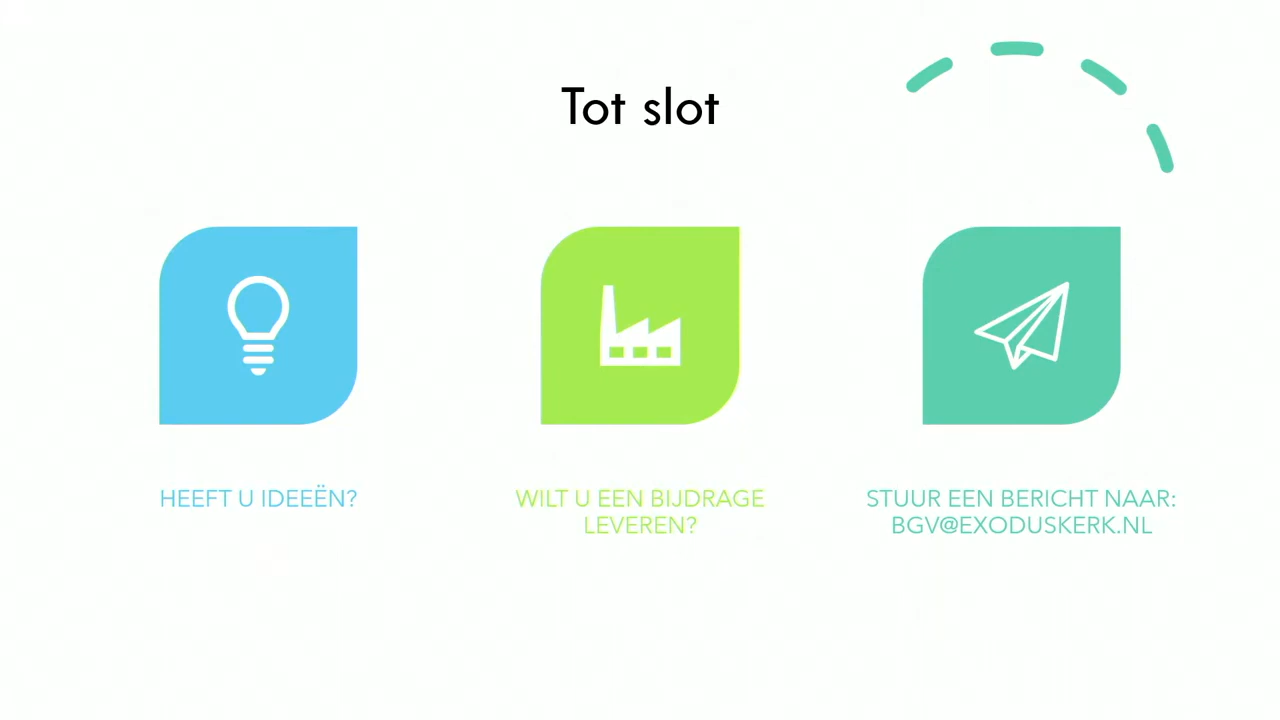 Tot slot
HEEFT U IDEEËN?
WILT U EEN BIJDRAGE
LEVEREN?
STUUR EEN BERICHT NAAR:
BGV@EXODUSKERK.NL